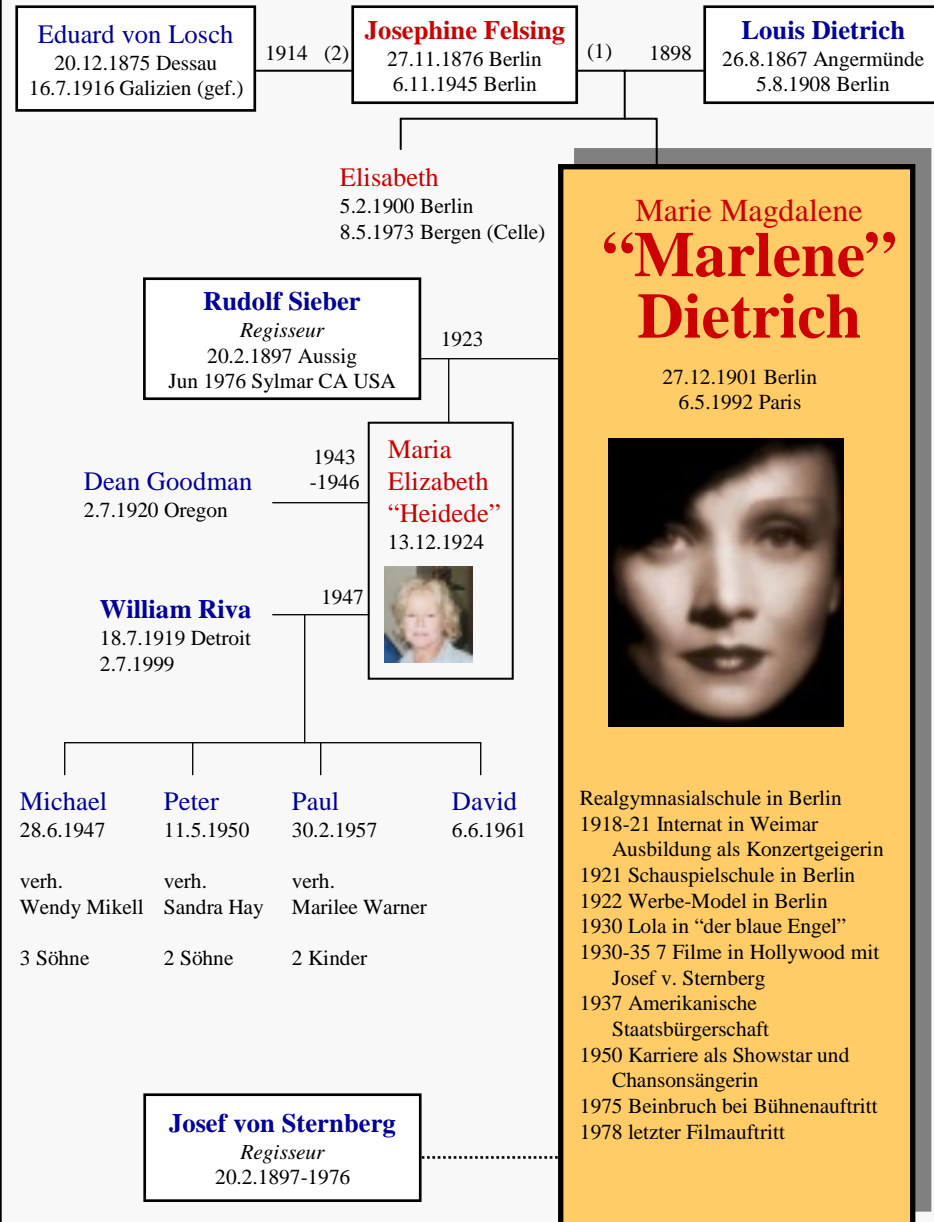 Eduard von Losch
20.12.1875 Dessau
16.7.1916 Galizien (gef.)
1914 (2)
Josephine Felsing
27.11.1876 Berlin
6.11.1945 Berlin
(1) 1898
Louis Dietrich
26.8.1867 Angermünde
5.8.1908 Berlin
Elisabeth
5.2.1900 Berlin
8.5.1973 Bergen (Celle)
Marie Magdalene
“Marlene”
Dietrich
27.12.1901 Berlin
6.5.1992 Paris
Rudolf Sieber
Regisseur
20.2.1897 Aussig
Jun 1976 Sylmar CA USA
1923
Dean Goodman
2.7.1920 Oregon
1943
-1946
Maria
Elizabeth
“Heidede”
13.12.1924
William Riva
18.7.1919 Detroit
2.7.1999
1947
Michael
28.6.1947
verh.
Wendy Mikell
3 Söhne
Peter
11.5.1950
verh.
Sandra Hay
2 Söhne
Paul
30.2.1957
verh.
Marilee Warner
2 Kinder
David
6.6.1961
Realgymnasialschule in Berlin
1918-21 Internat in Weimar
Ausbildung als Konzertgeigerin
1921 Schauspielschule in Berlin
1922 Werbe-Model in Berlin
1930 Lola in “der blaue Engel”
1930-35 7 Filme in Hollywood mit
Josef v. Sternberg
1937 Amerikanische
Staatsbürgerschaft
1950 Karriere als Showstar und
Chansonsängerin
1975 Beinbruch bei Bühnenauftritt
1978 letzter Filmauftritt
Josef von Sternberg
Regisseur
20.2.1897-1976